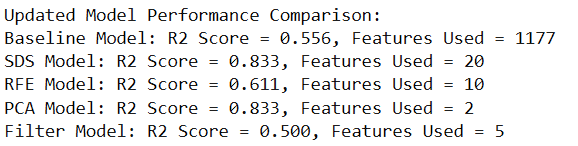 Updated Model Performance Comparison:
Baseline Model: R2 Score = 0.556, Features Used = 1177
SDS Model: R2 Score = 0.833, Features Used = 20
RFE Model: R2 Score = 0.611, Features Used = 10
PCA Model: R2 Score = 0.833, Features Used = 2
Filter Model: R2 Score = 0.500, Features Used = 5